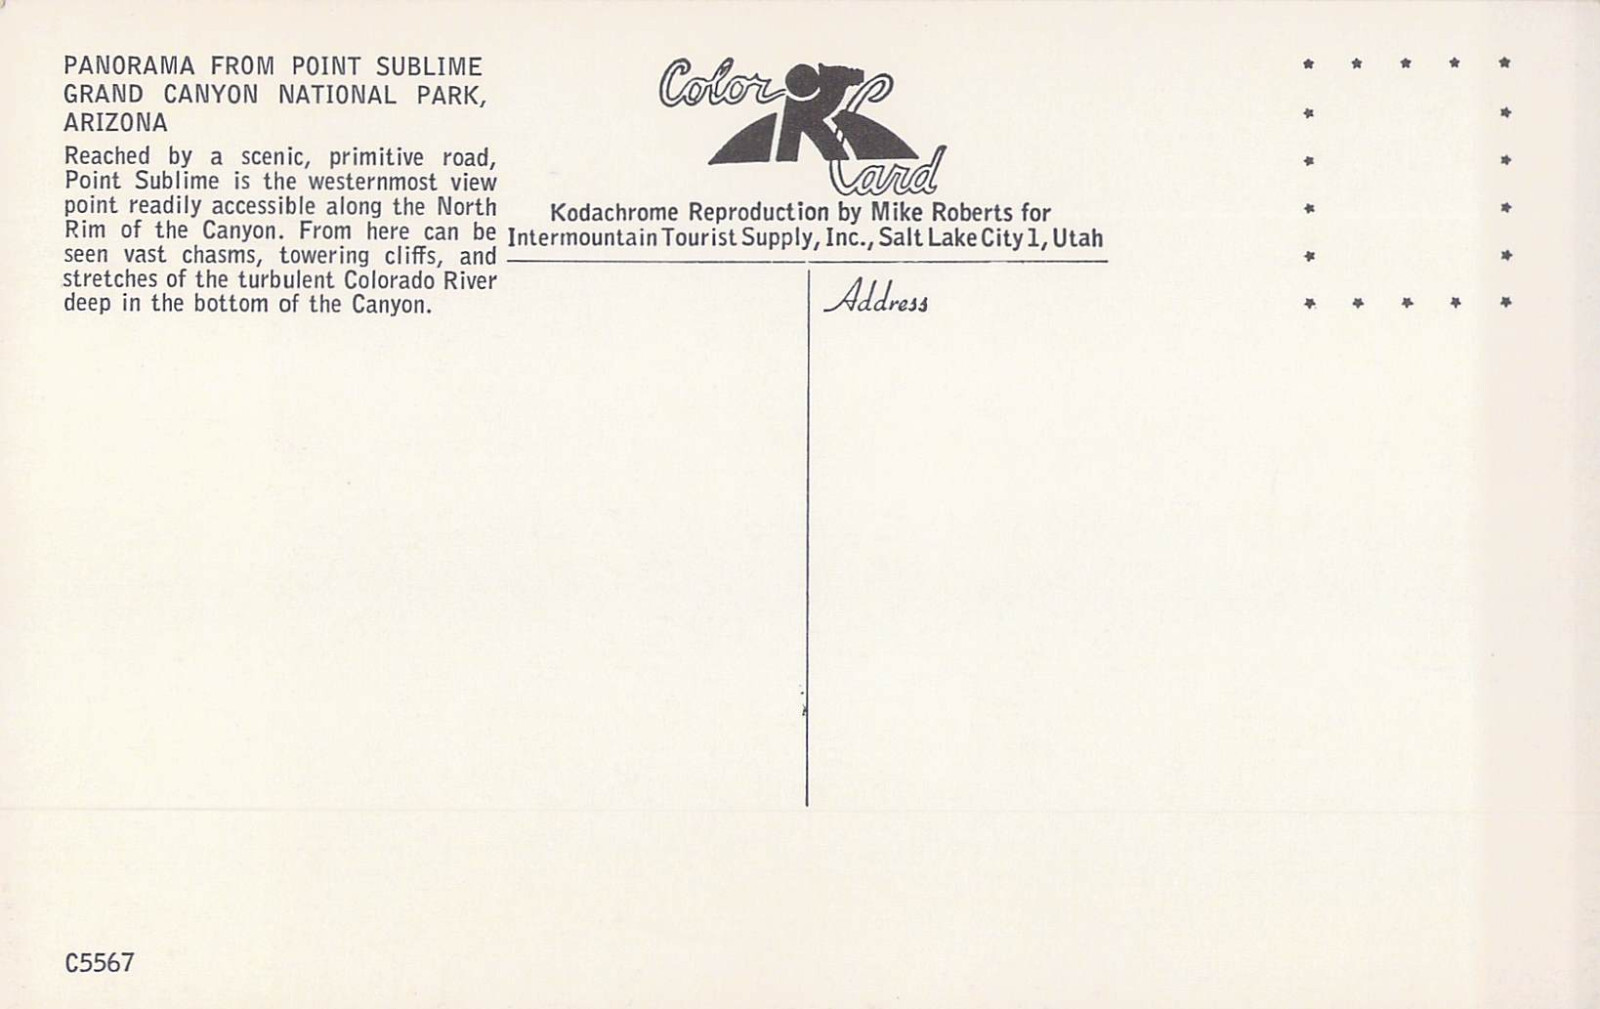 PANORAMA FROM POINT SUBLIME
GRAND CANYON NATIONAL PARK,
ARIZONA
Reached by a scenic, primitive road,
Point Sublime is the westernmost view
point readily accessible along the North
Rim of the Canyon. From here can be
seen vast chasms, towering cliffs, and
stretches of the turbulent Colorado River
deep in the bottom of the Canyon.
Color
Card
Kodachrome Reproduction by Mike Roberts for
Intermountain Tourist Supply, Inc., Salt Lake City 1, Utah
Address
C5567